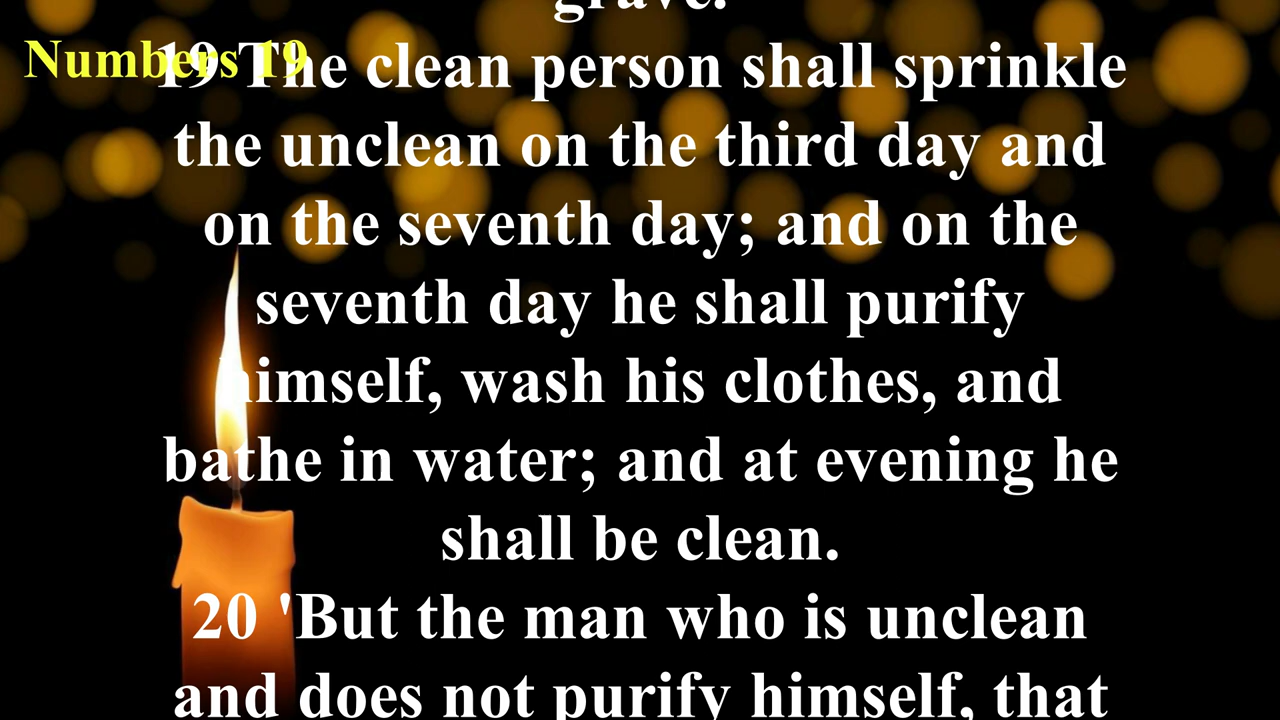 grave.
Numbers 19
19 The clean person shall sprinkle
the unclean on the third day and
on the seventh day; and on the
seventh day he shall purify
himself, wash his clothes, and
bathe in water; and at evening he
shall be clean.
20 'But the man who is unclean
and does not purify himself, that